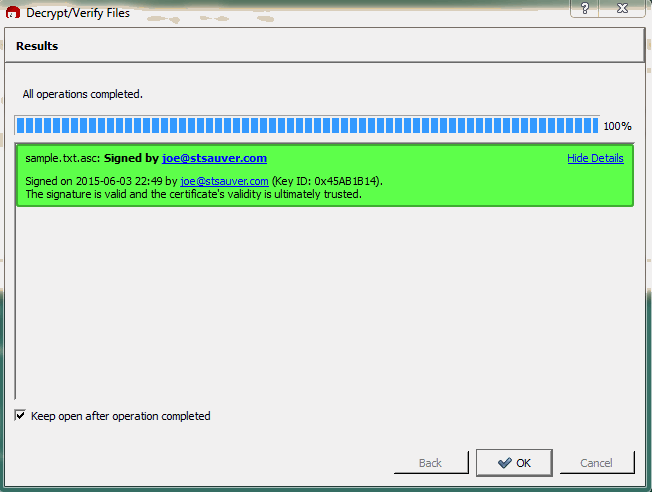 Decrypt/Verify Files
?
Results
All operations completed.
100%
sample.txt.asc: Signed by joe@stsauver.com Hide Details
Signed on 2015-06-03 22:49 by joe@stsauver.com (Key ID: 0x45AB1B14).
The signature is valid and the certificate's validity is ultimately trusted.
Keep open after operation completed
Back OK Cancel